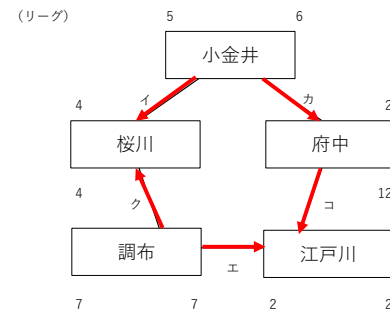 (リーグ) 5 6
小金井
イ カ
4 2
桜川 府中
4 12
ク コ
調布 江戸川
エ
7 7 2 2